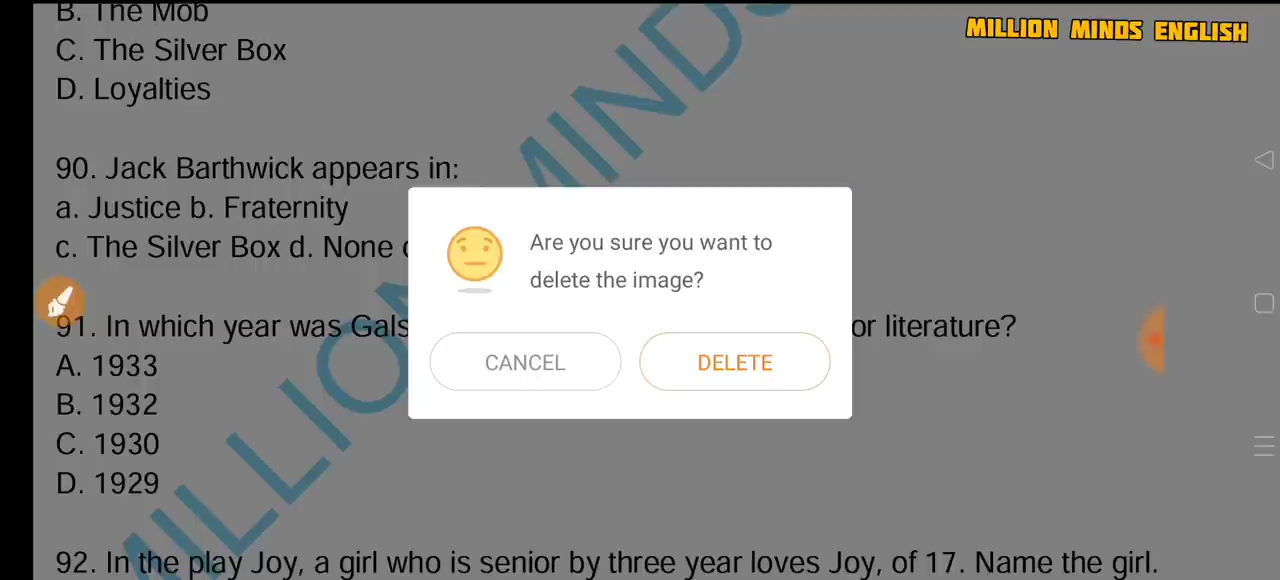 B. The Mob
MILLION MINDS ENGLISH
C. The Silver Box
D. Loyalties
90. Jack Barthwick appears in:
a. Justice b. Fraternity
c. The Silver Box d. None
Are you sure you want to
delete the image?
91. In which year was Gals or literature?
CANCEL DELETE
A. 1933
B. 1932
C. 1930
D. 1929
92. In the play Joy, a girl who is senior by three year loves Joy, of 17. Name the girl.
MILLION MINDS